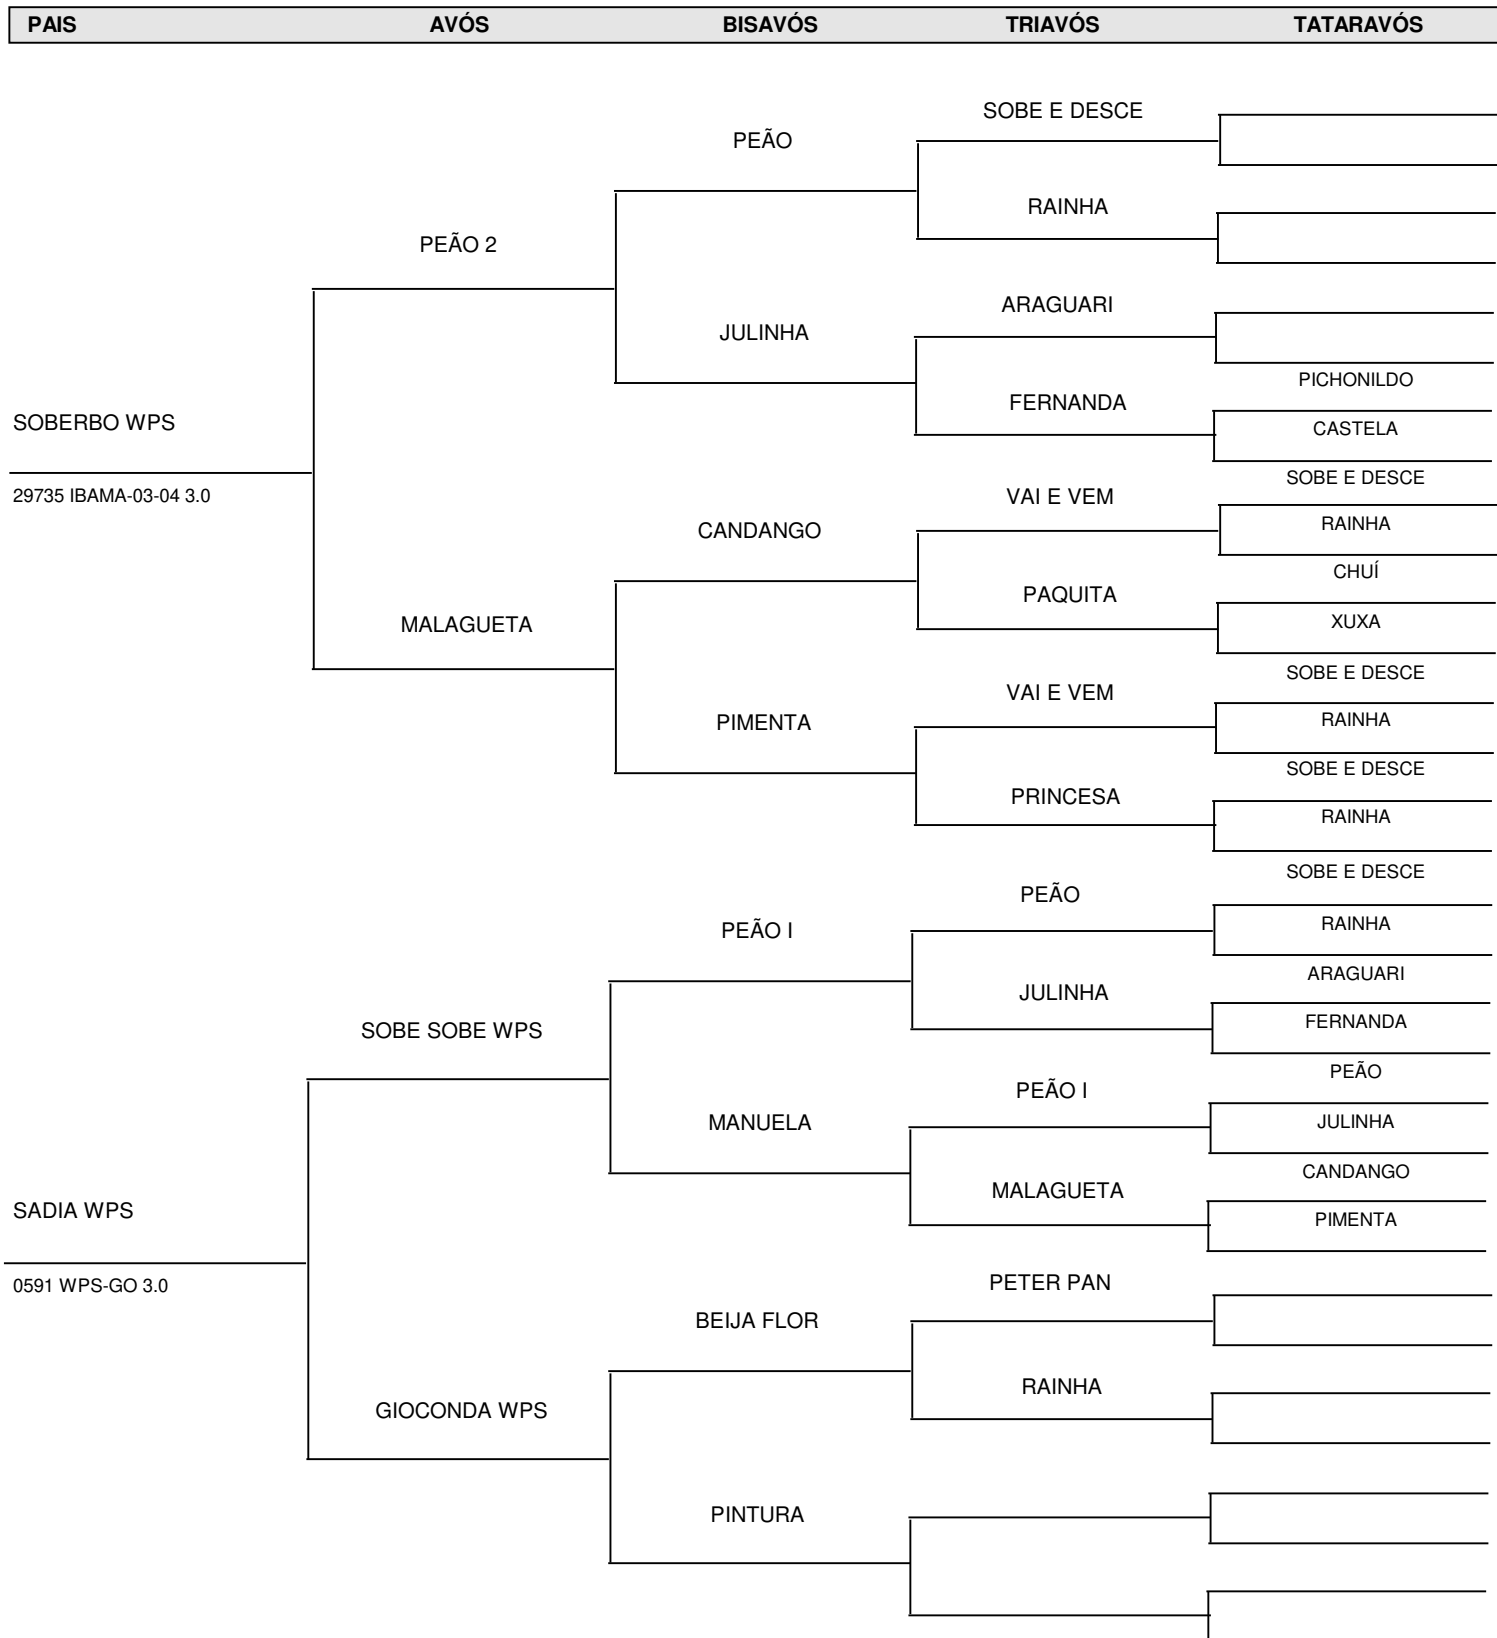 PAIS AVÓS BISAVÓS TRIAVÓS TATARAVÓS
SOBE E DESCE
PEÃO
RAINHA
PEÃO 2
ARAGUARI
JULINHA
PICHONILDO
FERNANDA
SOBERBO WPS
CASTELA
SOBE E DESCE
29735 IBAMA-03-04 3.0
VAI E VEM
RAINHA
CANDANGO
CHUÍ
PAQUITA
MALAGUETA
XUXA
SOBE E DESCE
VAI E VEM
RAINHA
PIMENTA
SOBE E DESCE
PRINCESA
RAINHA
SOBE E DESCE
PEÃO
RAINHA
PEÃO I
ARAGUARI
JULINHA
FERNANDA
SOBE SOBE WPS
PEÃO
PEÃO I
JULINHA
MANUELA
CANDANGO
MALAGUETA
SADIA WPS
PIMENTA
0591 WPS-GO 3.0
PETER PAN
BEIJA FLOR
RAINHA
GIOCONDA WPS
PINTURA